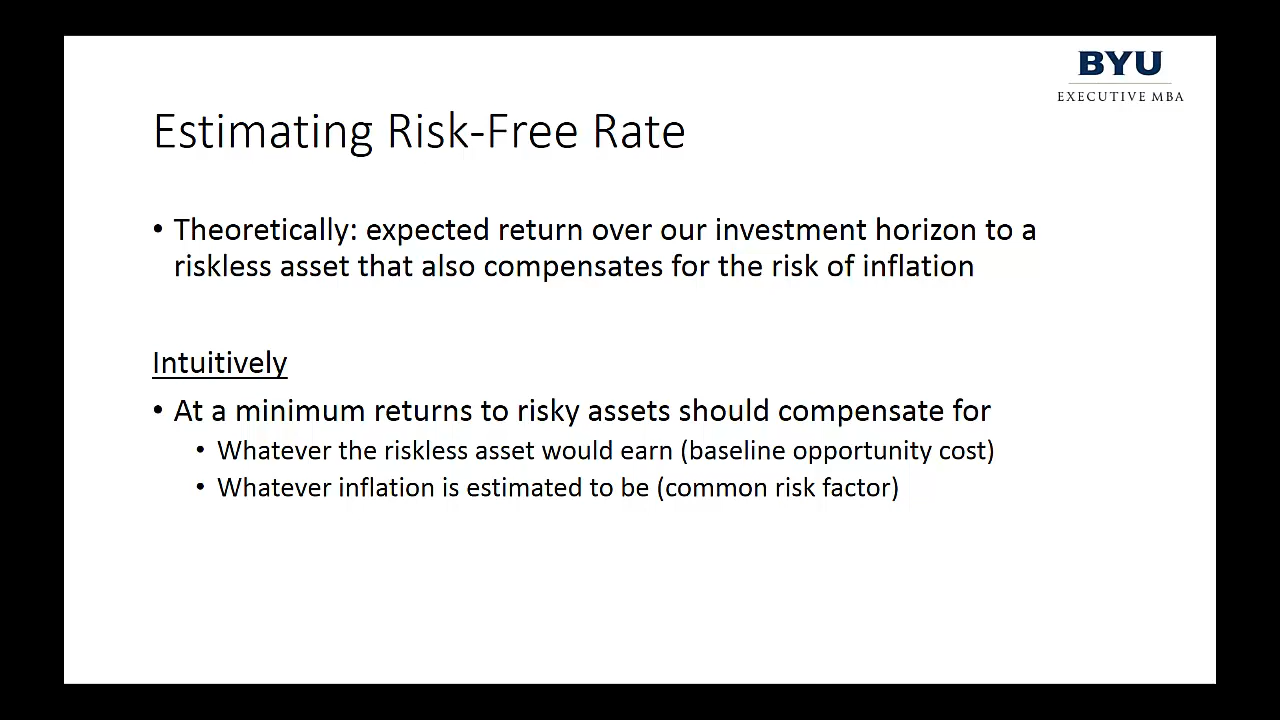 BYU
EXECUTIVE MBA
Estimating Risk-Free Rate
• Theoretically: expected return over our investment horizon to a
riskless asset that also compensates for the risk of inflation
Intuitively
• At a minimum returns to risky assets should compensate for
• Whatever the riskless asset would earn (baseline opportunity cost)
• Whatever inflation is estimated to be (common risk factor)